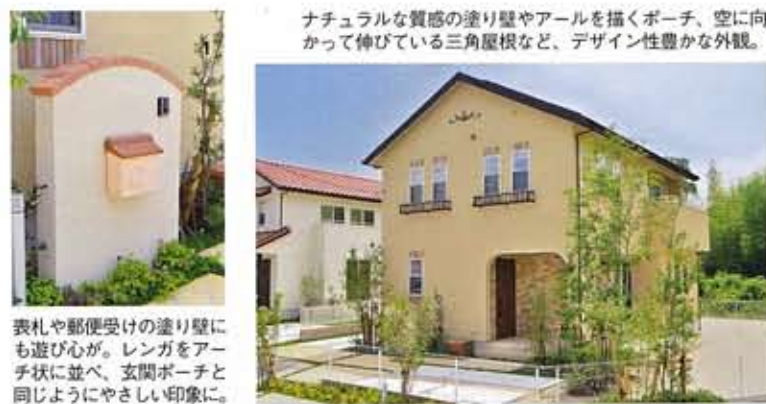 ナチュラルな質感の塗り壁やアールを描くポーチ、空に向
かって伸びている三角屋根など、デザイン性豊かな外観。
表札や郵便受けの塗り壁に
も遊び心が。レンガをアー
チ状に並べ、玄関ポーチと
同じようにやさしい印象に。